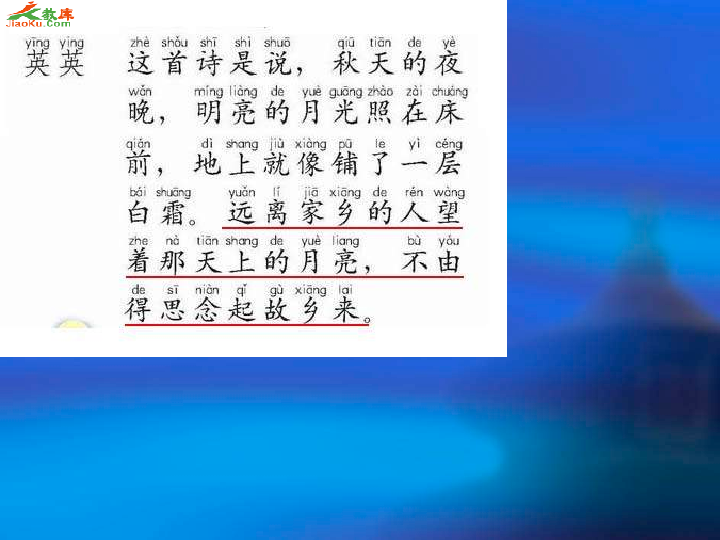 教库
JiaoKu.Com
yīng yīng zhè shǒu shī shì shuō qiū tiān de yè
英英 这首诗是说，秋天的夜
wǎn míng liàng de yuè guāng zhào zài chuáng
晚，明亮的月光照在床
qián dì shang jiù xiàng pū le yì céng
前，地上就像铺了一层
bái shuāng yuǎn lí jiā xiāng de rén wàng
白霜。远离家乡的人望
zhe nà tiān shang de yuè liang bù yóu
着那天上的月亮，不由
de sī niàn qǐ gù xiāng lai
得思念起故乡来。